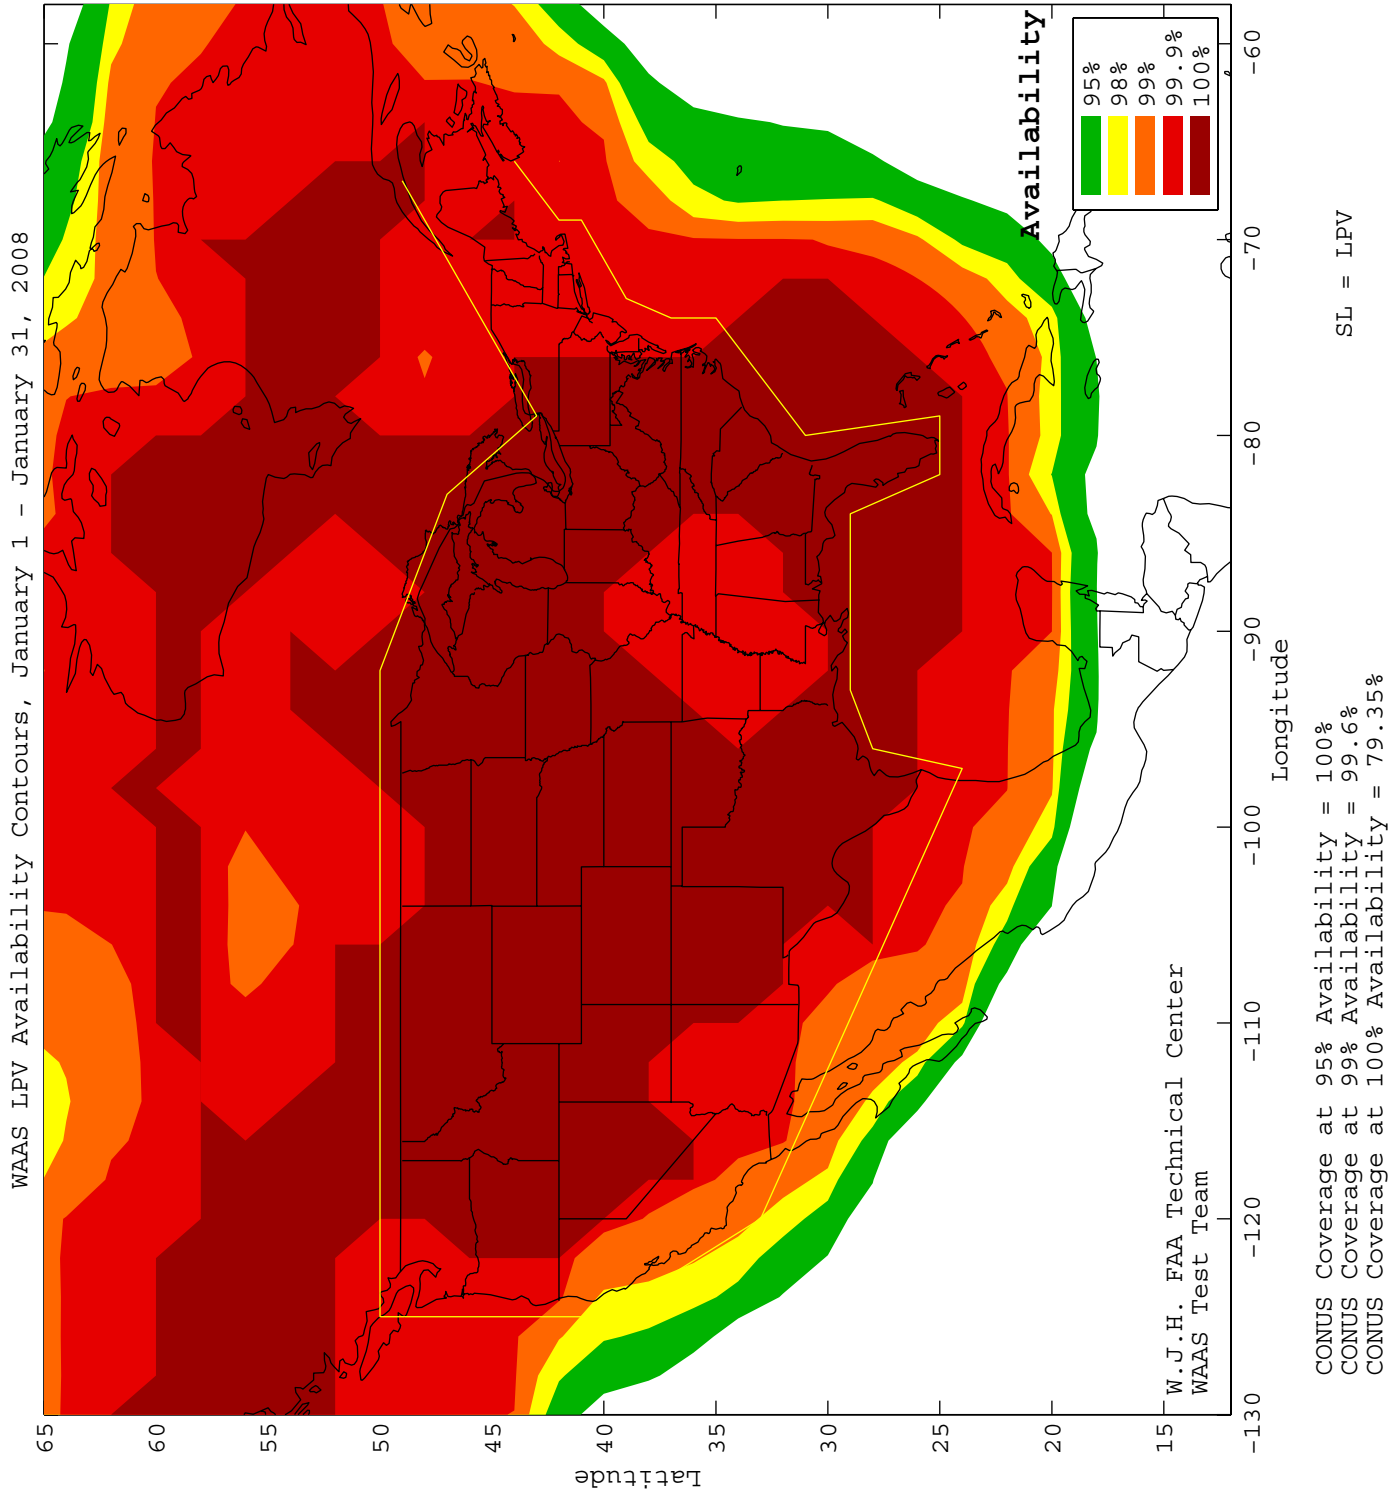 WAAS LPV Availability Contours, January 1 - January 31, 2008
Availability
95%
98%
99%
99.9%
100%
65
60
55
50
45
40
35
30
25
20
15
Latitude
W.J.H. FAA Technical Center
WAAS Test Team
-130
-120
-110
-100
-90
-80
-70
-60
Longitude
CONUS Coverage at 95% Availability = 100%
CONUS Coverage at 99% Availability = 99.6%
CONUS Coverage at 100% Availability = 79.35%
SL = LPV